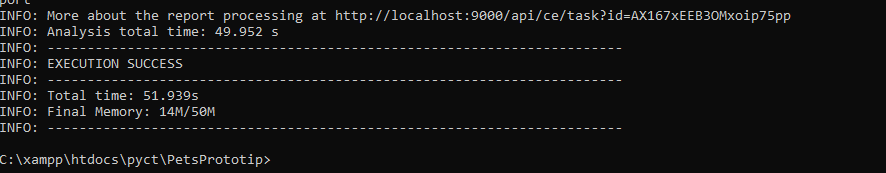 port
INFO: More about the report processing at http://localhost:9000/api/ce/task?id=AX167xEEB3OMxoip75pp
INFO: Analysis total time: 49.952 s
INFO: ------------------------------------------------------------------------
INFO: EXECUTION SUCCESS
INFO: ------------------------------------------------------------------------
INFO: Total time: 51.939s
INFO: Final Memory: 14M/50M
INFO: ------------------------------------------------------------------------
C:\xampp\htdocs\pyct\PetsPrototip>